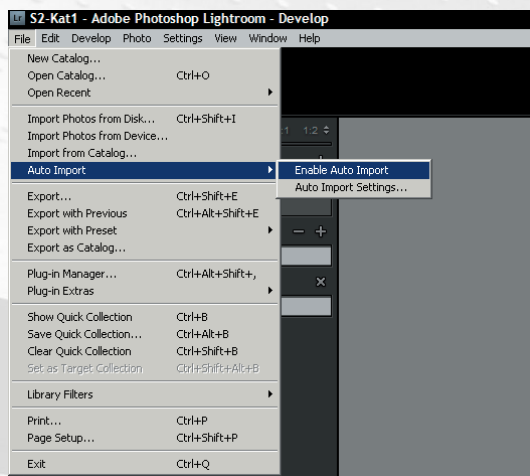 Lr S2-Kat1 - Adobe Photoshop Lightroom - Develop
File Edit Develop Photo Settings View Window Help
New Catalog...
Open Catalog... Ctrl+O
Open Recent
Import Photos from Disk... Ctrl+Shift+I
Import Photos from Device...
:1 1:2
Import from Catalog...
Auto Import
Enable Auto Import
Auto Import Settings...
Export... Ctrl+Shift+E
Export with Previous Ctrl+Alt+Shift+E
Export with Preset
Export as Catalog...
Plug-in Manager... Ctrl+Alt+Shift+,
Plug-in Extras
Show Quick Collection Ctrl+B
Save Quick Collection... Ctrl+Alt+B
Clear Quick Collection Ctrl+Shift+B
Set as Target Collection Ctrl+Shift+Alt+B
Library Filters
Print... Ctrl+P
Page Setup... Ctrl+Shift+P
Exit Ctrl+Q